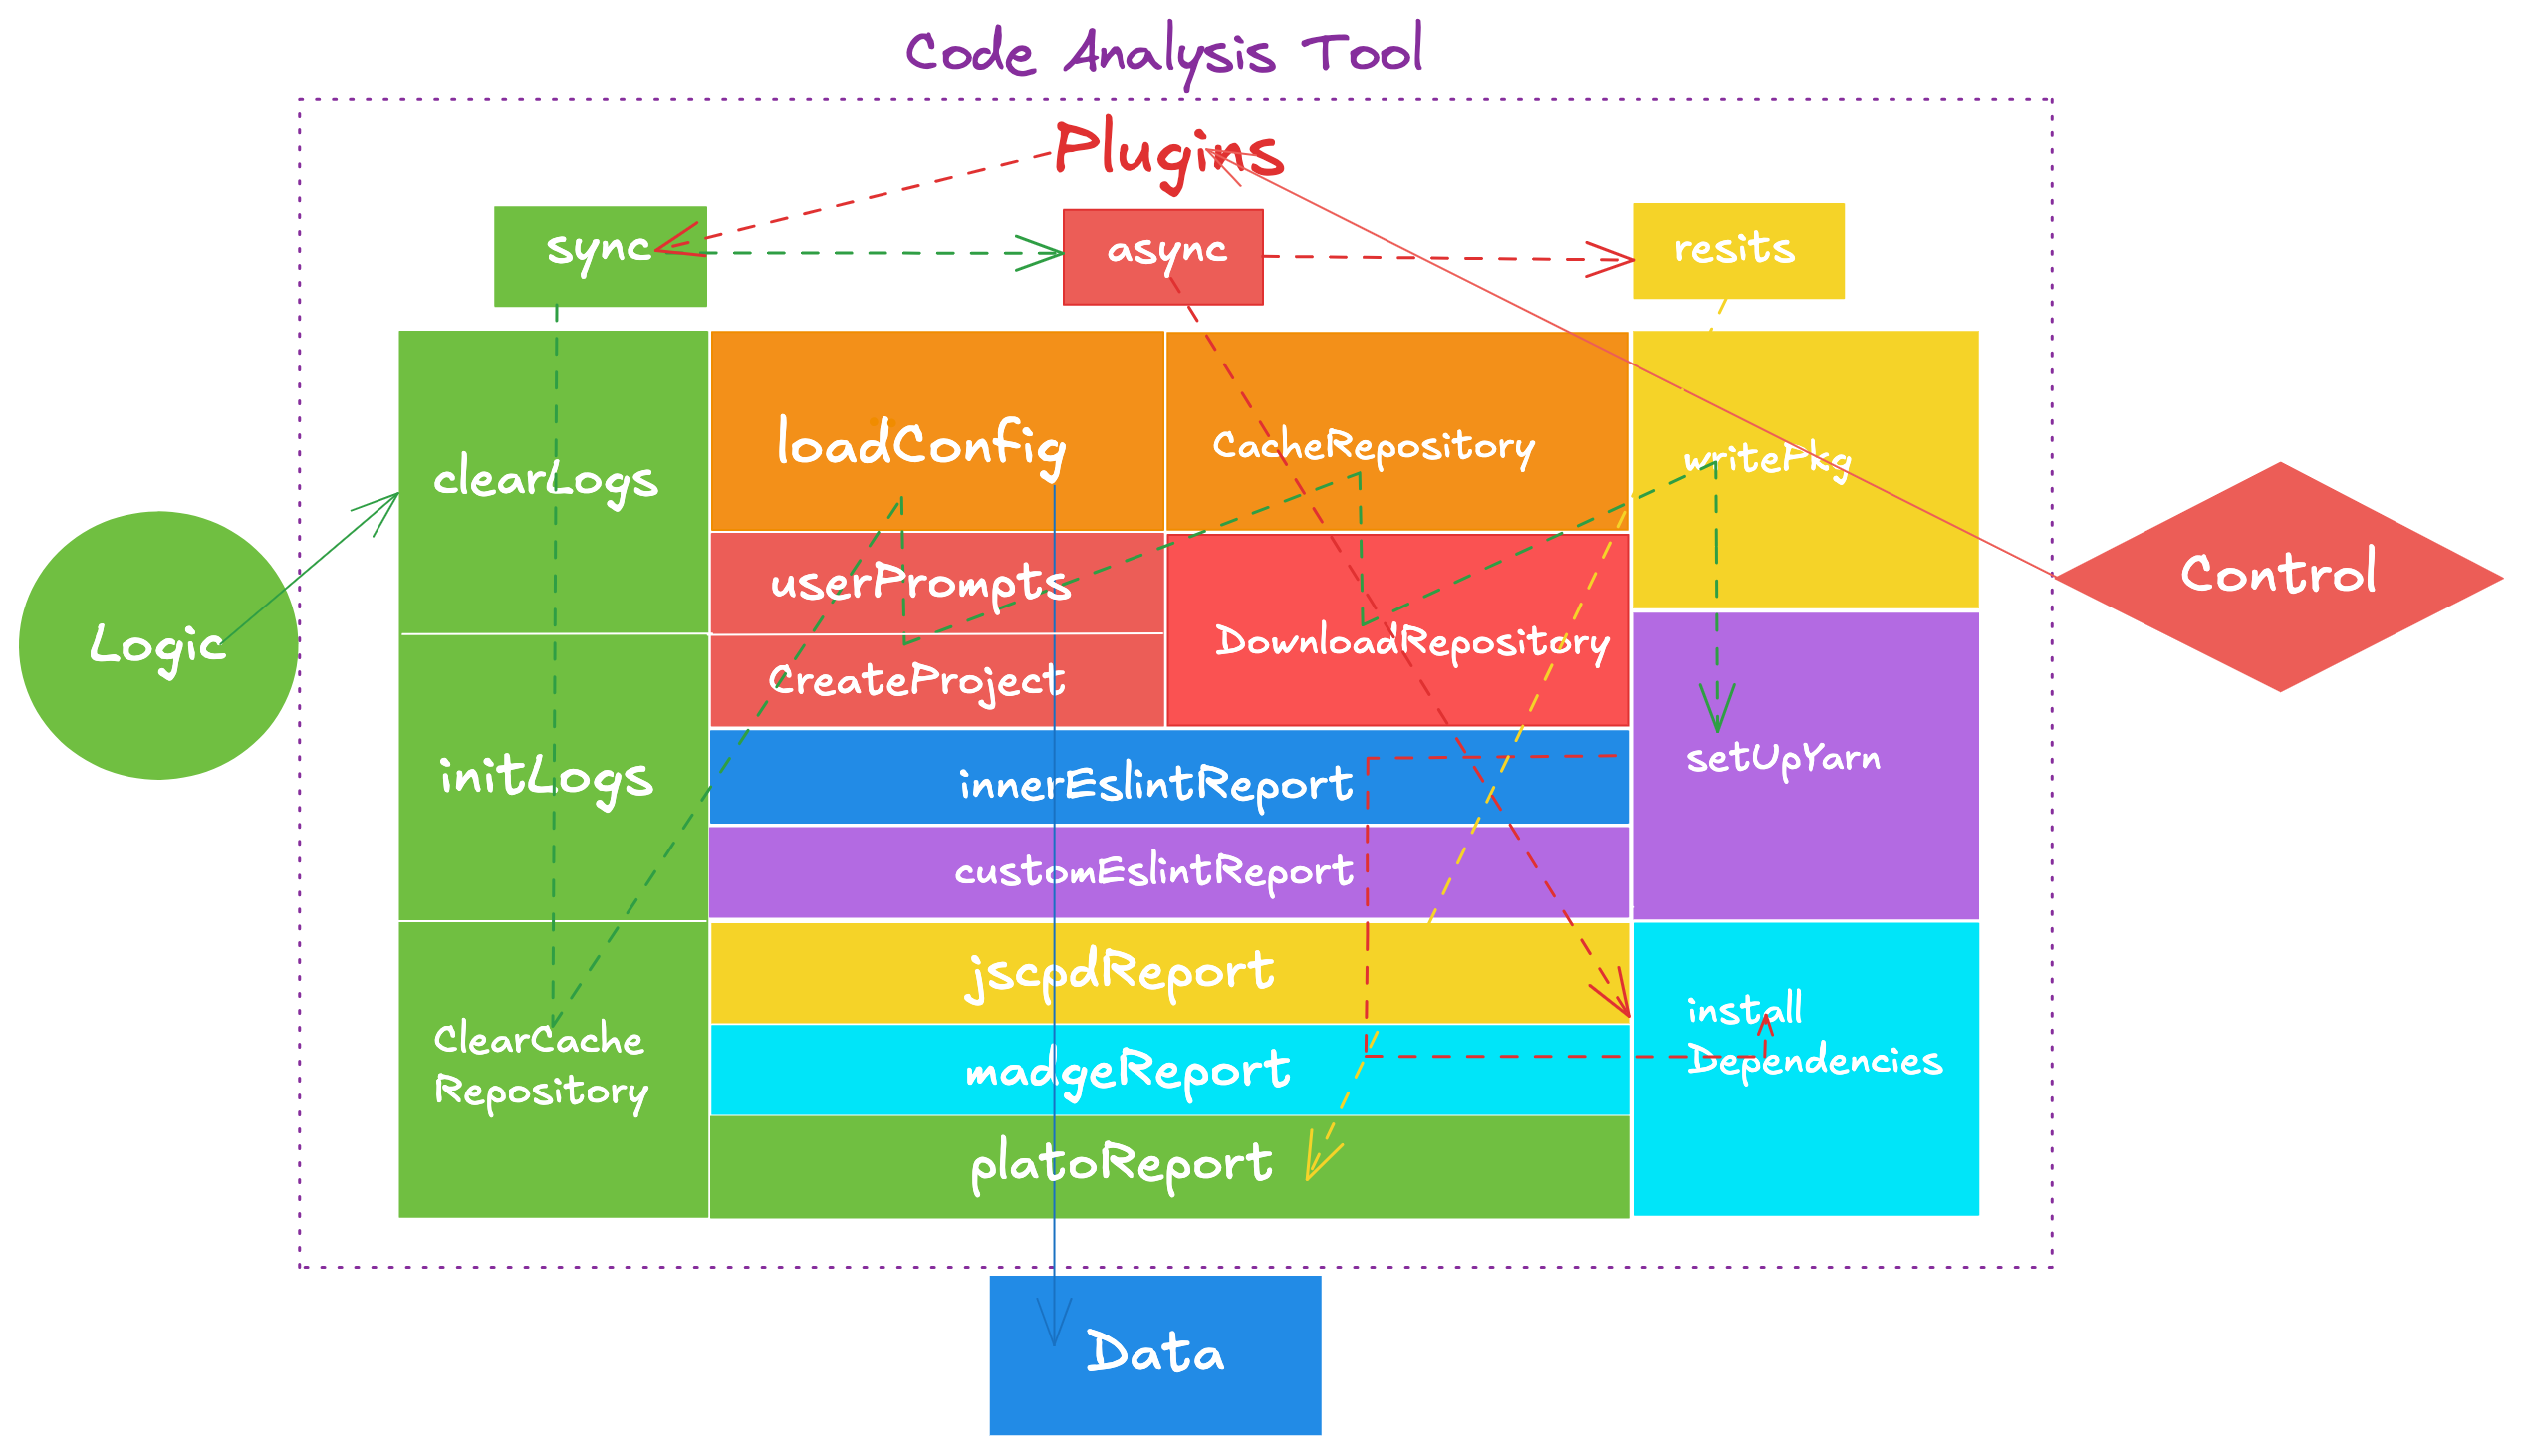 Code Analysis Tool
Plugins
sync
async
resits
clearLogs
loadConfig
CacheRepository
writePkg
userPrompts
Control
Logic
DownloadRepository
CreateProject
initLogs
innerEslintReport
setUpYarn
customEslintReport
jscpdReport
install
Dependencies
ClearCache
Repository
madgeReport
platoReport
Data